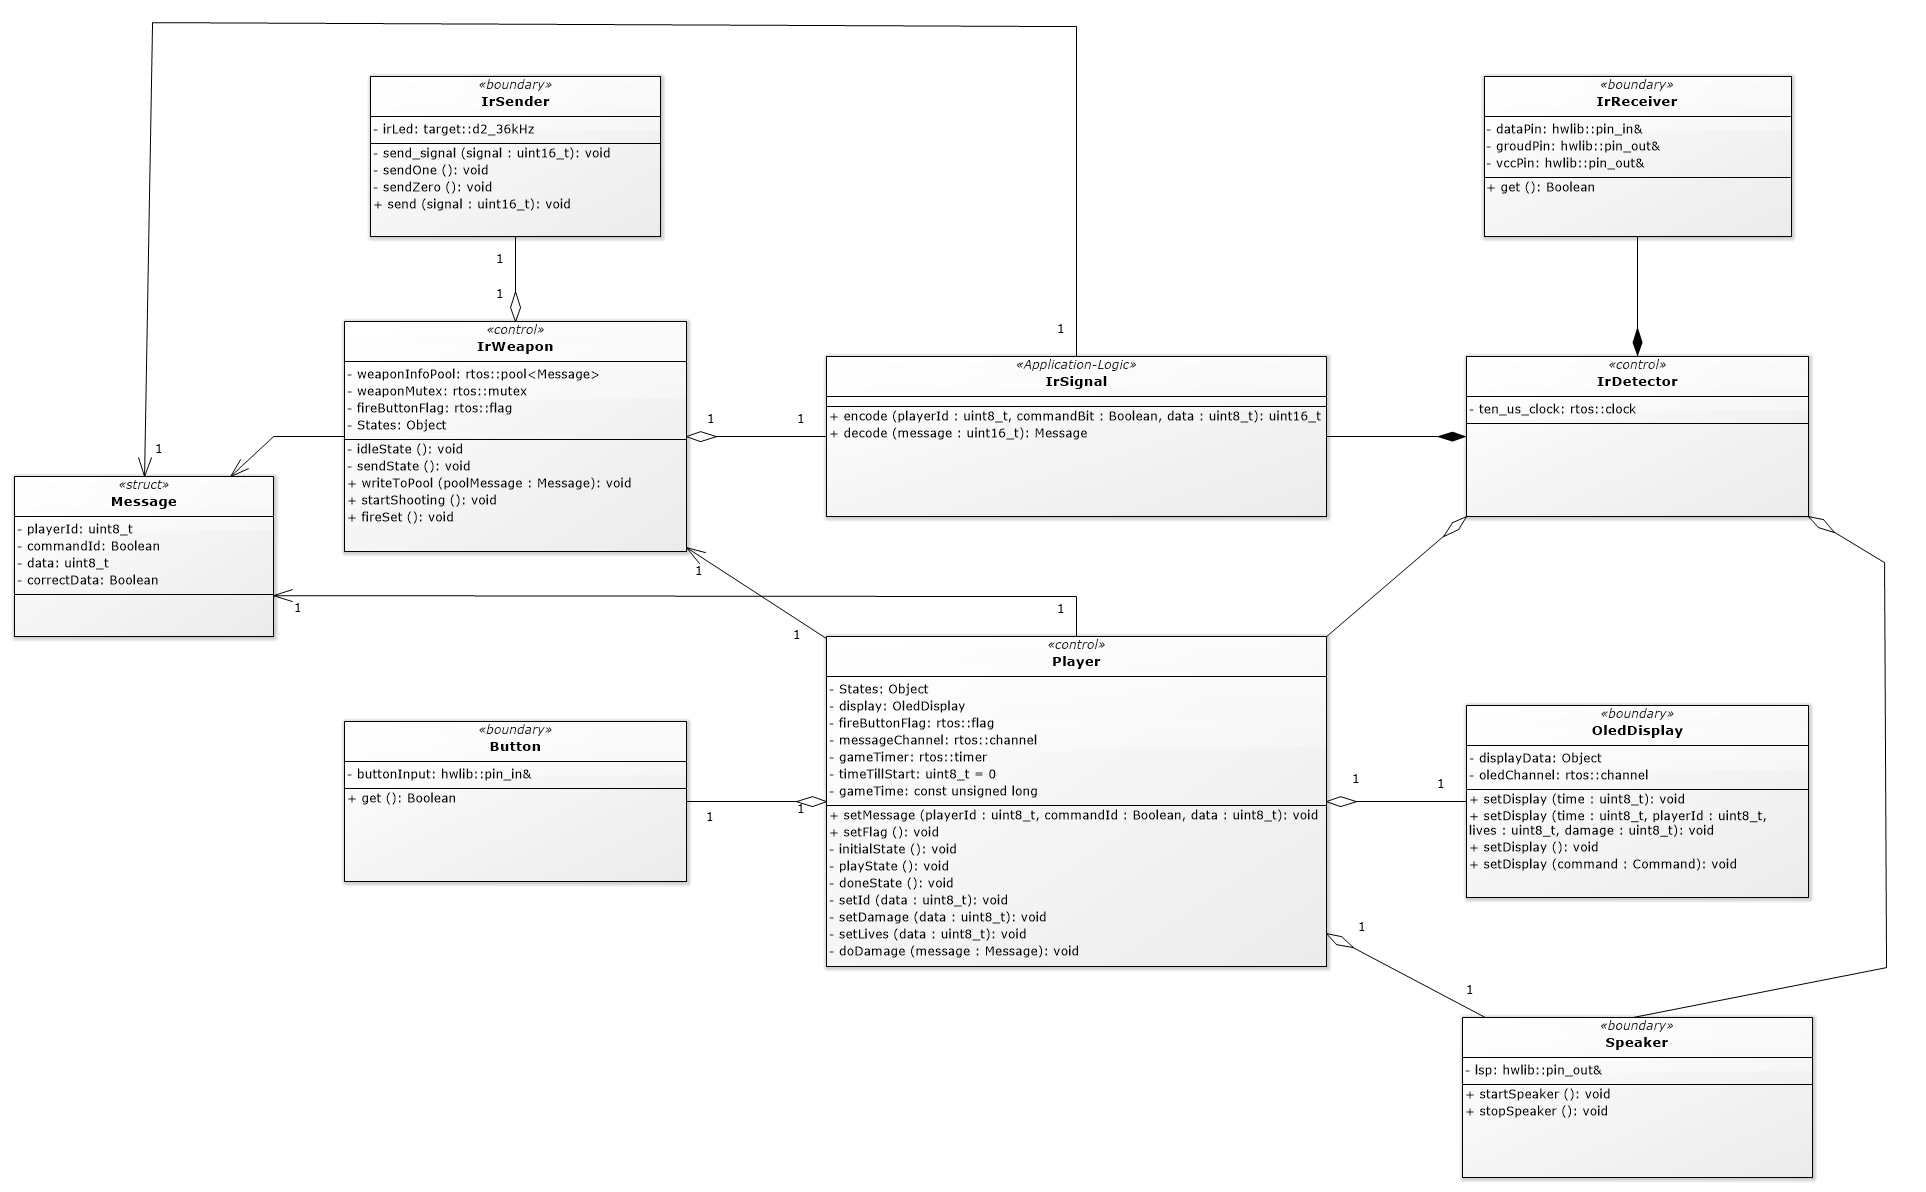 «boundary»
IrSender
- irLed: target::d2_36kHz
- send_signal (signal : uint16_t): void
- sendOne (): void
- sendZero (): void
+ send (signal : uint16_t): void
1
1
«boundary»
IrReceiver
- dataPin: hwlib::pin_in&
- groudPin: hwlib::pin_out&
- vccPin: hwlib::pin_out&
+ get (): Boolean
«control»
IrWeapon
- weaponInfoPool: rtos::pool<Message>
- weaponMutex: rtos::mutex
- fireButtonFlag: rtos::flag
- States: Object
- idleState (): void
- sendState (): void
+ writeToPool (poolMessage : Message): void
+ startShooting (): void
+ fireSet (): void
1
1
1
«Application-Logic»
IrSignal
+ encode (playerId : uint8_t, commandBit : Boolean, data : uint8_t): uint16_t
+ decode (message : uint16_t): Message
«control»
IrDetector
- ten_us_clock: rtos::clock
1
«struct»
Message
- playerId: uint8_t
- commandId: Boolean
- data: uint8_t
- correctData: Boolean
1
1
1
1
«control»
Player
- States: Object
- display: OledDisplay
- fireButtonFlag: rtos::flag
- messageChannel: rtos::channel
- gameTimer: rtos::timer
- timeTillStart: uint8_t = 0
- gameTime: const unsigned long
+ setMessage (playerId : uint8_t, commandId : Boolean, data : uint8_t): void
+ setFlag (): void
- initialState (): void
- playState (): void
- doneState (): void
- setId (data : uint8_t): void
- setDamage (data : uint8_t): void
- setLives (data : uint8_t): void
- doDamage (message : Message): void
«boundary»
Button
- buttonInput: hwlib::pin_in&
+ get (): Boolean
1
1
1
1
«boundary»
OledDisplay
- displayData: Object
- oledChannel: rtos::channel
+ setDisplay (time : uint8_t): void
+ setDisplay (time : uint8_t, playerId : uint8_t,
lives : uint8_t, damage : uint8_t): void
+ setDisplay (): void
+ setDisplay (command : Command): void
1
1
«boundary»
Speaker
- lsp: hwlib::pin_out&
+ startSpeaker (): void
+ stopSpeaker (): void